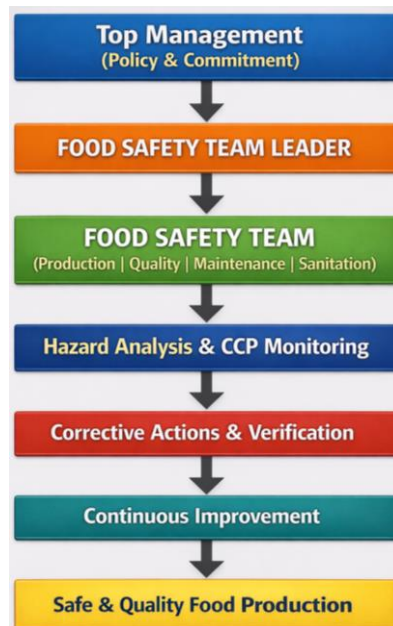 Top Management
(Policy & Commitment)
FOOD SAFETY TEAM LEADER
FOOD SAFETY TEAM
(Production | Quality | Maintenance | Sanitation)
Hazard Analysis & CCP Monitoring
Corrective Actions & Verification
Continuous Improvement
Safe & Quality Food Production